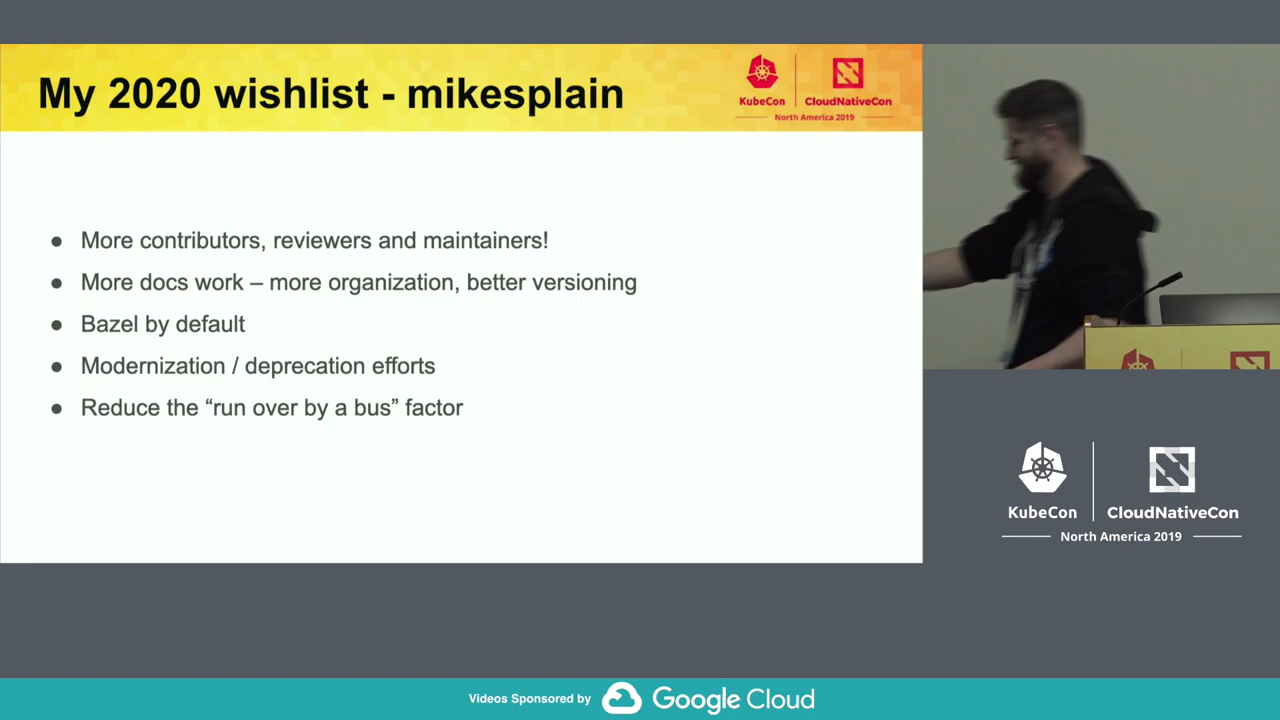 My 2020 wishlist - mikesplain
KubeCon
CloudNativeCon
North America 2019
● More contributors, reviewers and maintainers!
● More docs work – more organization, better versioning
● Bazel by default
● Modernization / deprecation efforts
● Reduce the “run over by a bus” factor
KubeCon
CloudNativeCon
North America 2019
Videos Sponsored by Google Cloud